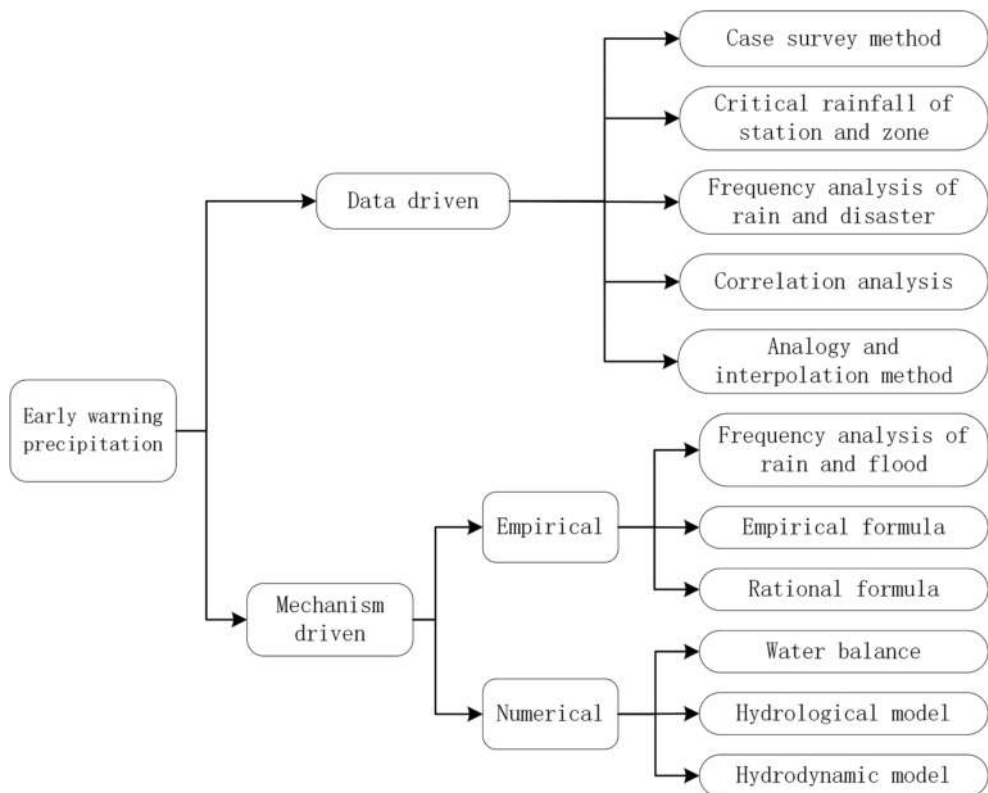 Early warning
precipitation
Data driven
Case survey method
Critical rainfall of
station and zone
Frequency analysis of
rain and disaster
Correlation analysis
Analogy and
interpolation method
Mechanism
driven
Empirical
Frequency analysis of
rain and flood
Empirical formula
Rational formula
Numerical
Water balance
Hydrological model
Hydrodynamic model